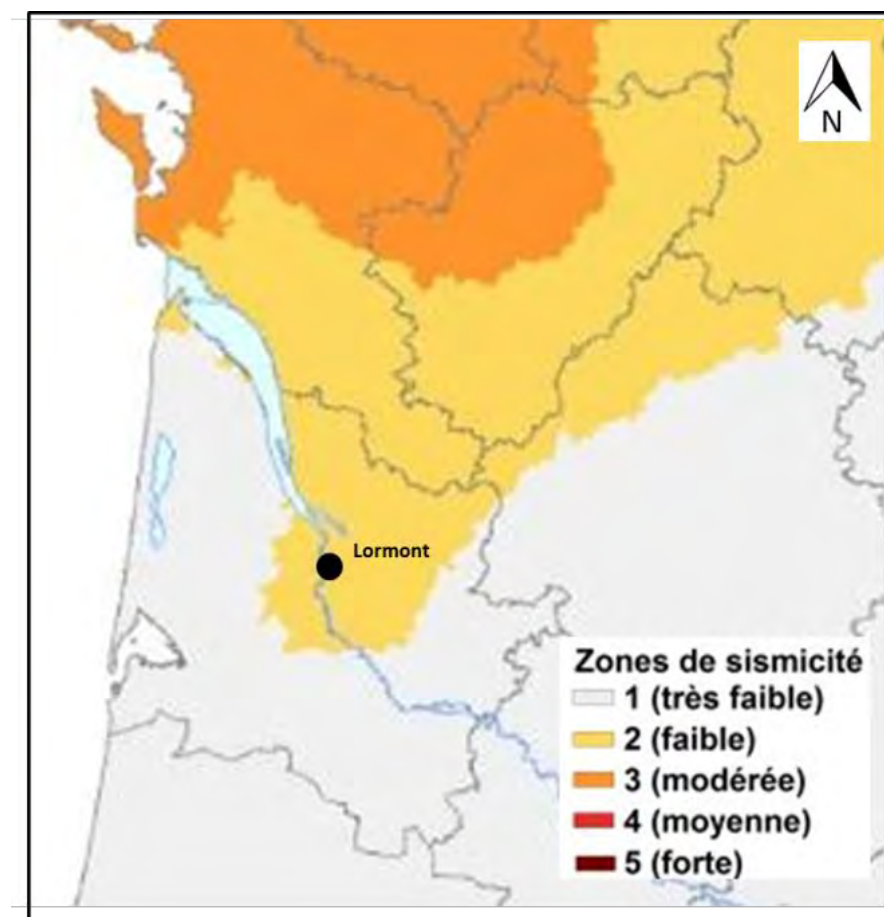 N
Lormont
Zones de sismicité
1 (très faible)
2 (faible)
3 (modérée)
4 (moyenne)
5 (forte)